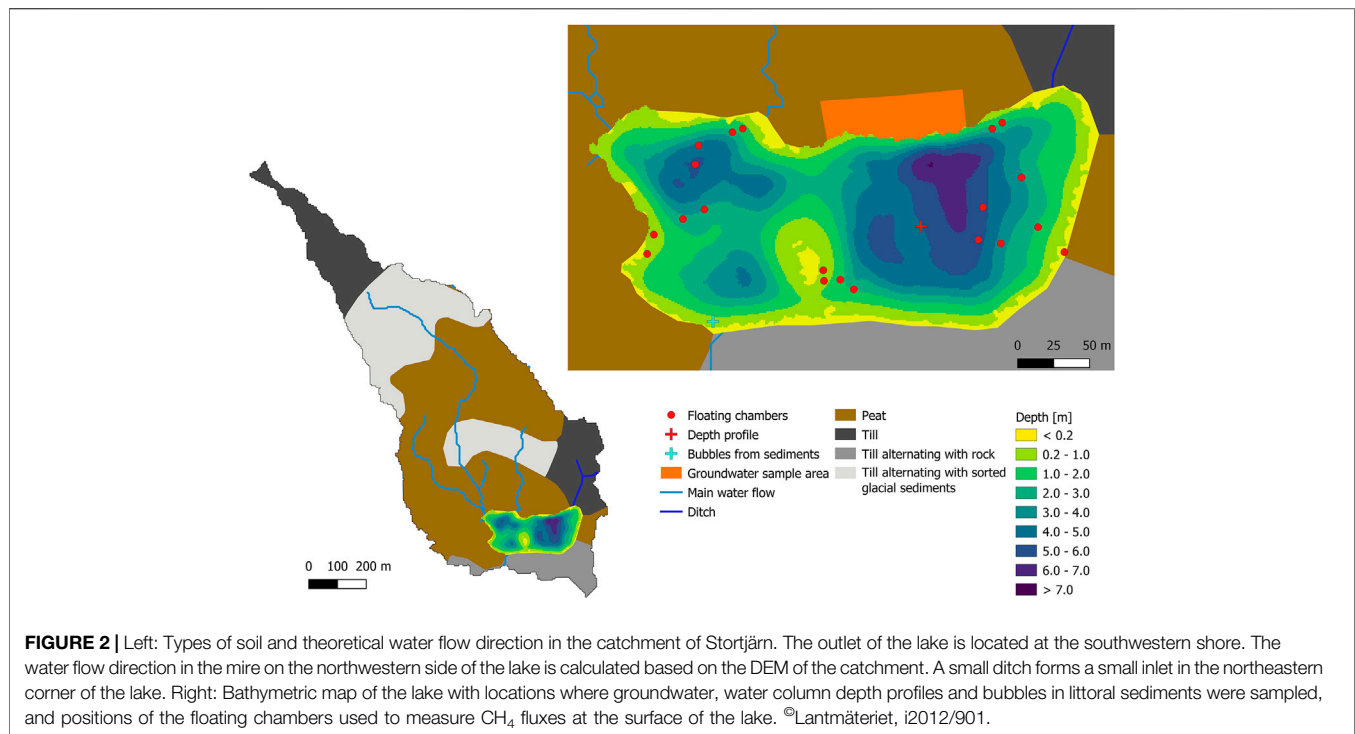 0 25 50 m
Floating chambers
Depth profile
Bubbles from sediments
Groundwater sample area
Main water flow
Ditch
Peat
Till
Till alternating with rock
Till alternating with sorted
glacial sediments
Depth [m]
< 0.2
0.2 - 1.0
1.0 - 2.0
2.0 - 3.0
3.0 - 4.0
4.0 - 5.0
5.0 - 6.0
6.0 - 7.0
> 7.0
0 100 200 m
FIGURE 2 | Left: Types of soil and theoretical water flow direction in the catchment of Stortjärn. The outlet of the lake is located at the southwestern shore. The
water flow direction in the mire on the northwestern side of the lake is calculated based on the DEM of the catchment. A small ditch forms a small inlet in the northeastern
corner of the lake. Right: Bathymetric map of the lake with locations where groundwater, water column depth profiles and bubbles in littoral sediments were sampled,
and positions of the floating chambers used to measure CH₄ fluxes at the surface of the lake. ©Lantmäteriet, i2012/901.